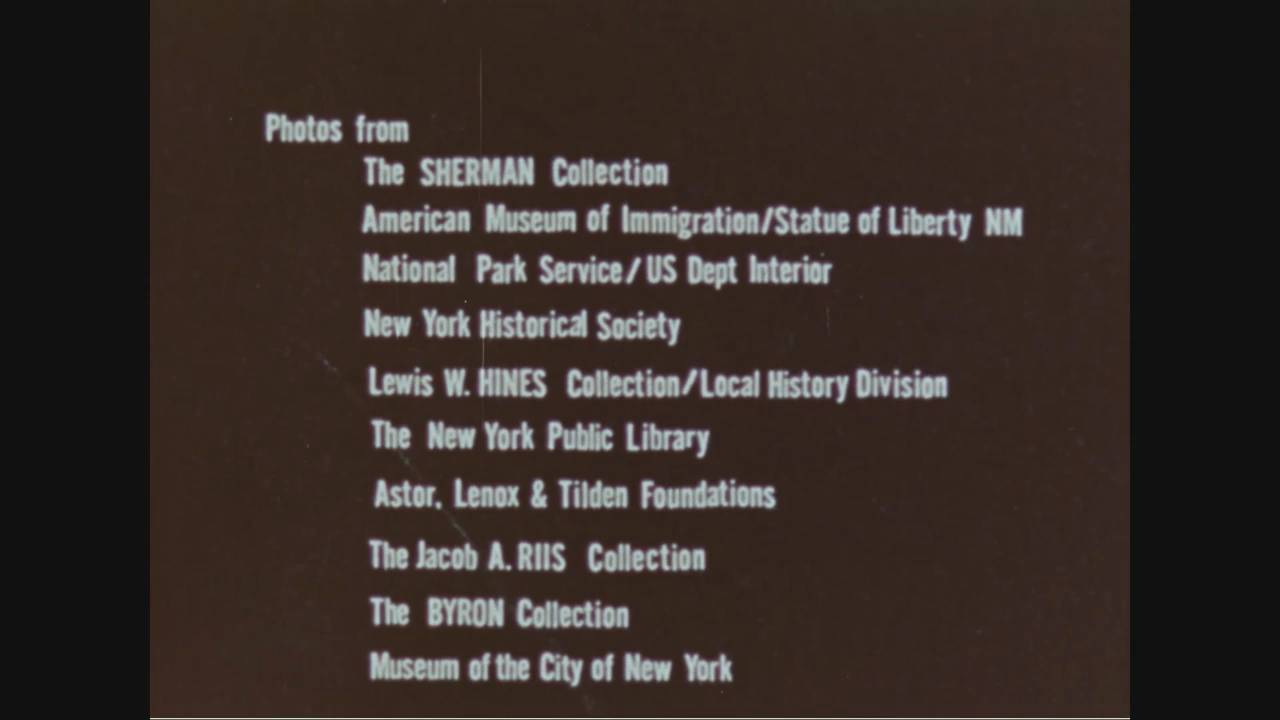 Photos from
The SHERMAN Collection
American Museum of Immigration/Statue of Liberty NM
National Park Service/US Dept Interior
New York Historical Society
Lewis W. HINES Collection/Local History Division
The New York Public Library
Astor, Lenox & Tilden Foundations
The Jacob A. RIIS Collection
The BYRON Collection
Museum of the City of New York